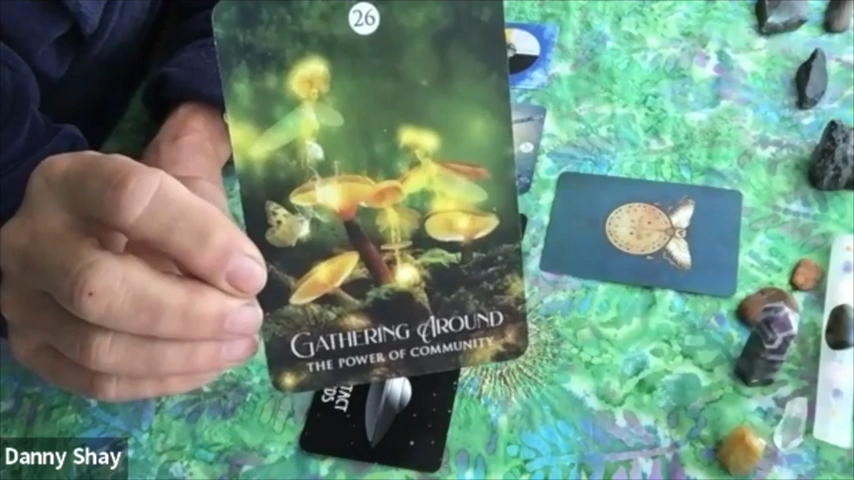 26
GATHERING AROUND
THE POWER OF COMMUNITY
Danny Shay